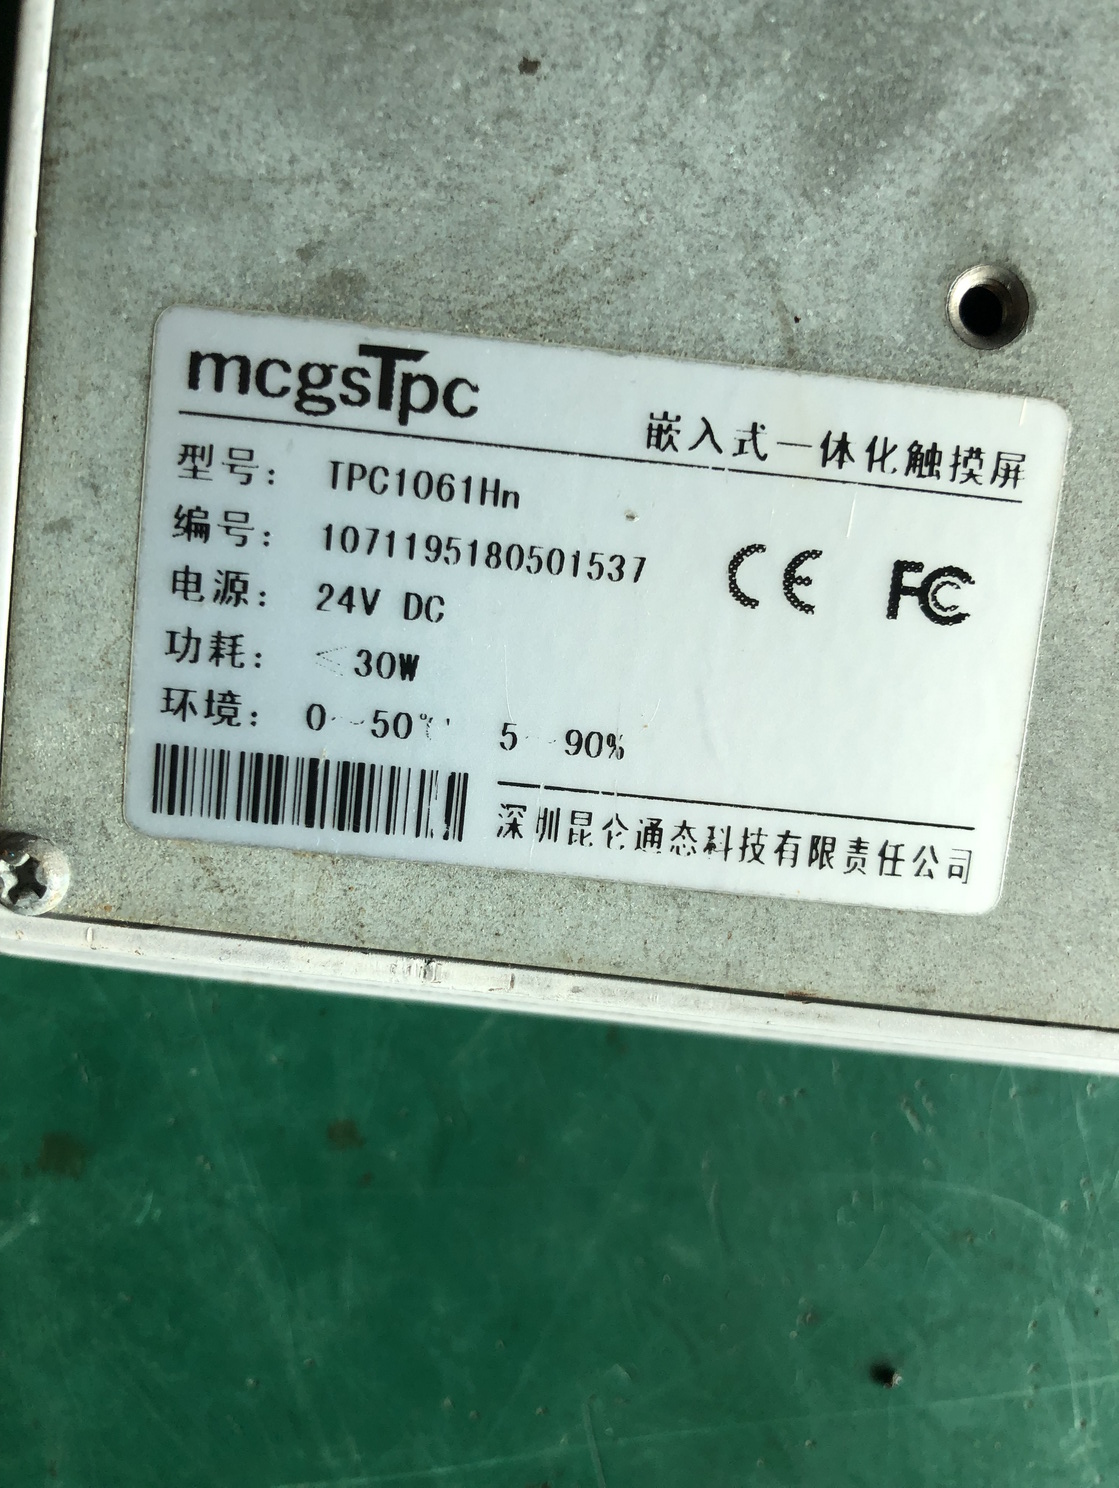 mcgsTpc
嵌入式一体化触摸屏
型号: TPC1061Hn
编号: 1071195180501537
CE FC
电源: 24V DC
功耗: <30W
环境: 0~50℃ 5~90%
深圳昆仑通态科技有限责任公司